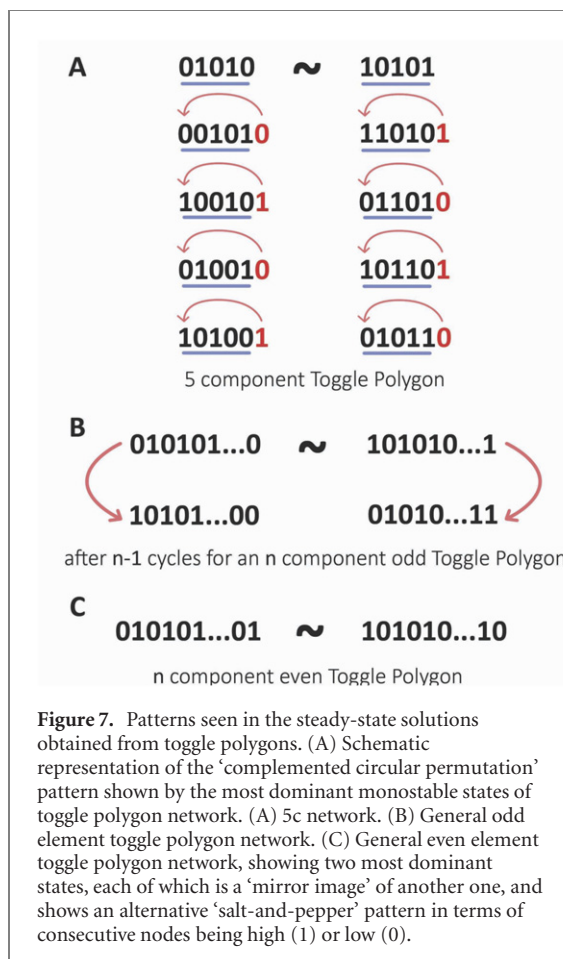 A 01010 ~ 10101
001010 110101
100101 011010
010010 101101
101001 010110
5 component Toggle Polygon
B 010101...0 ~ 101010...1
10101...00 01010...11
after n-1 cycles for an n component odd Toggle Polygon
C
010101...01 ~ 101010...10
n component even Toggle Polygon
Figure 7. Patterns seen in the steady-state solutions
obtained from toggle polygons. (A) Schematic
representation of the ‘complemented circular permutation’
pattern shown by the most dominant monostable states of
toggle polygon network. (A) 5c network. (B) General odd
element toggle polygon network. (C) General even element
toggle polygon network, showing two most dominant
states, each of which is a ‘mirror image’ of another one, and
shows an alternative ‘salt-and-pepper’ pattern in terms of
consecutive nodes being high (1) or low (0).